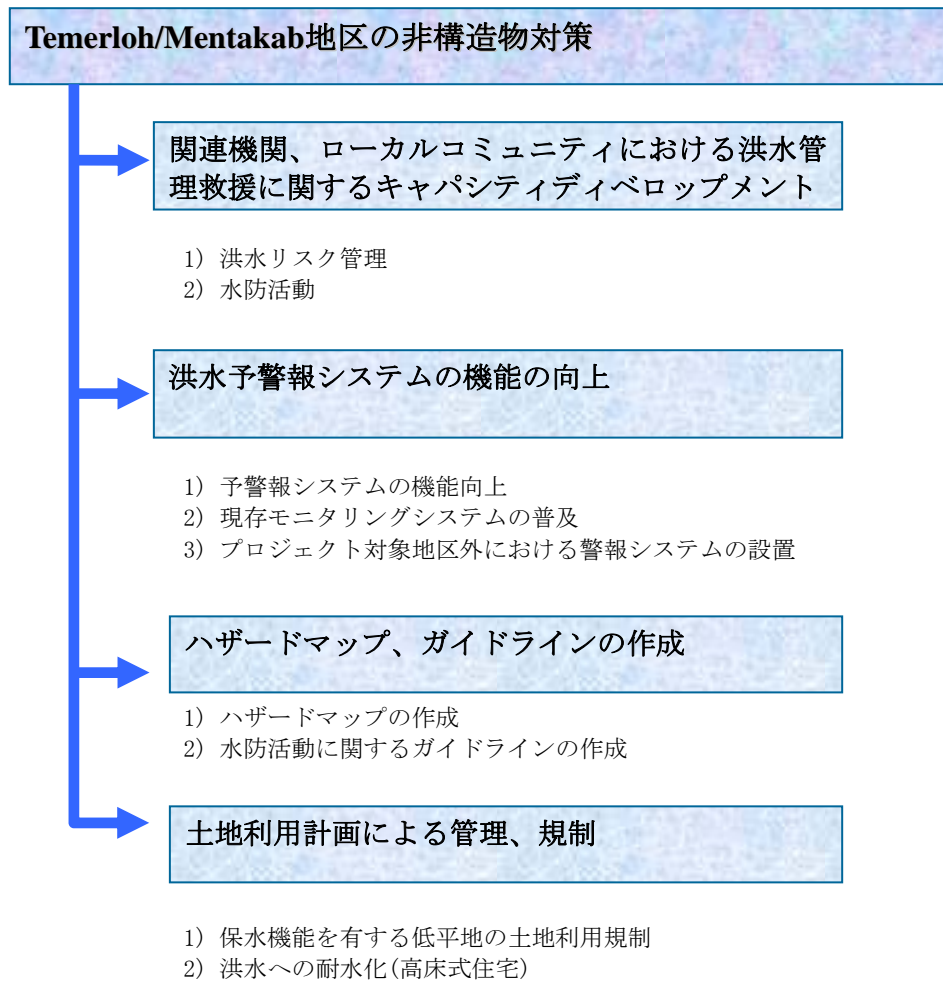 Temerloh/Mentakab地区の非構造物対策
関連機関、ローカルコミュニティにおける洪水管
理救援に関するキャパシティディベロップメント
1) 洪水リスク管理
2) 水防活動
洪水予警報システムの機能の向上
1) 予警報システムの機能向上
2) 現存モニタリングシステムの普及
3) プロジェクト対象地区外における警報システムの設置
ハザードマップ、ガイドラインの作成
1) ハザードマップの作成
2) 水防活動に関するガイドラインの作成
土地利用計画による管理、規制
1) 保水機能を有する低平地の土地利用規制
2) 洪水への耐水化(高床式住宅)